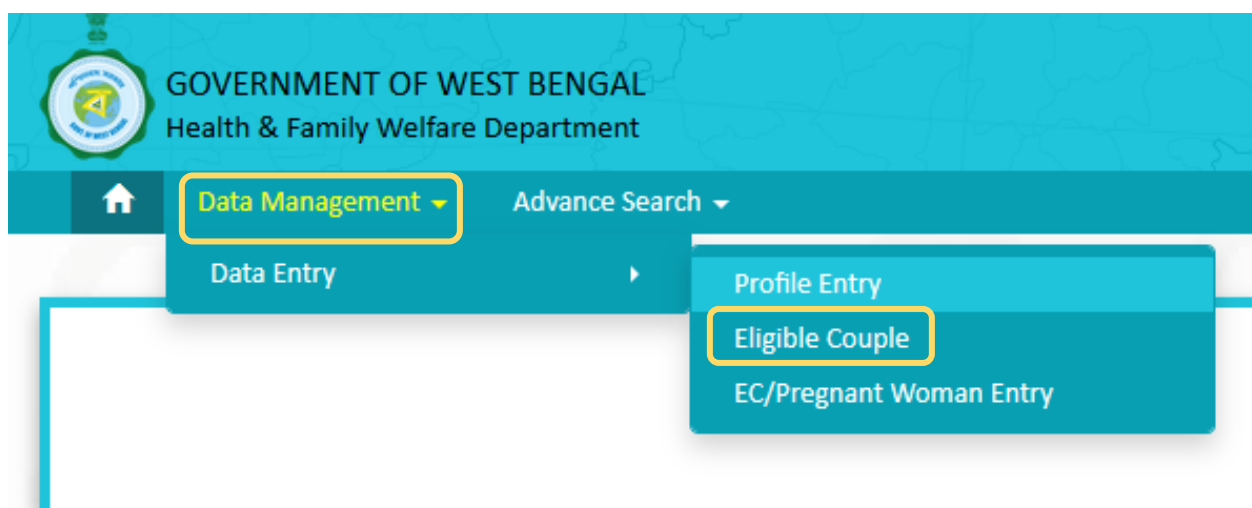 GOVERNMENT OF WEST BENGAL
Health & Family Welfare Department
Data Management
Advance Search
Data Entry
Profile Entry
Eligible Couple
EC/Pregnant Woman Entry